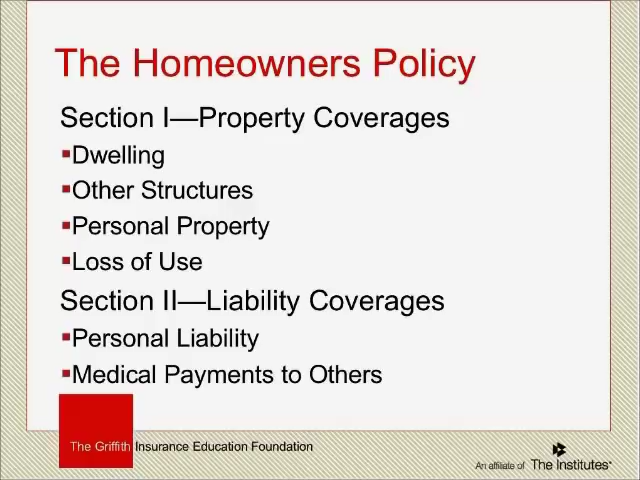 The Homeowners Policy
Section I—Property Coverages
▪Dwelling
▪Other Structures
▪Personal Property
▪Loss of Use
Section II—Liability Coverages
▪Personal Liability
▪Medical Payments to Others
The Griffith Insurance Education Foundation
An affiliate of The Institutes